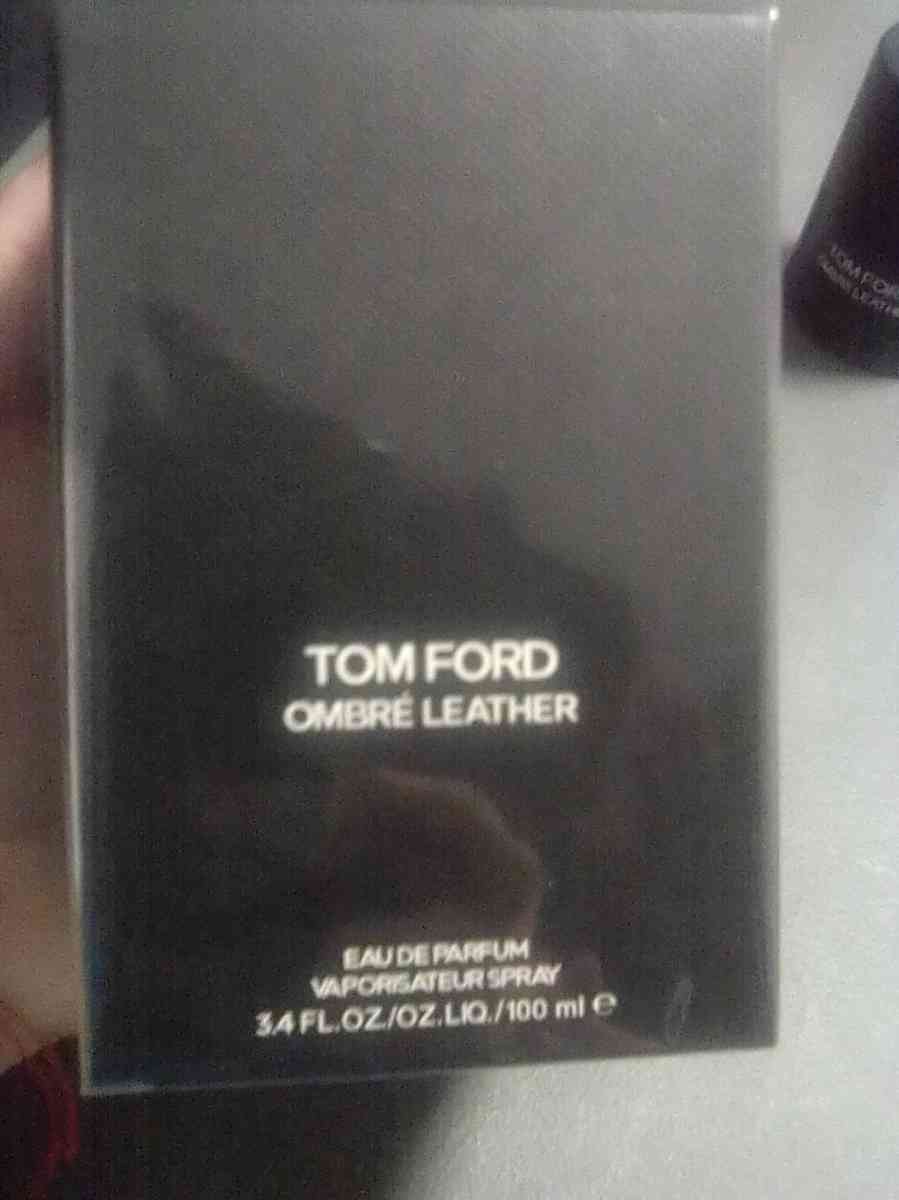 TOM FORD
OMBRÉ LEATHER
EAU DE PARFUM
VAPORISATEUR SPRAY
3.4 FL.OZ./OZ.LIQ./100 ml ℮
TOM FORD
OMBRÉ LEATHER